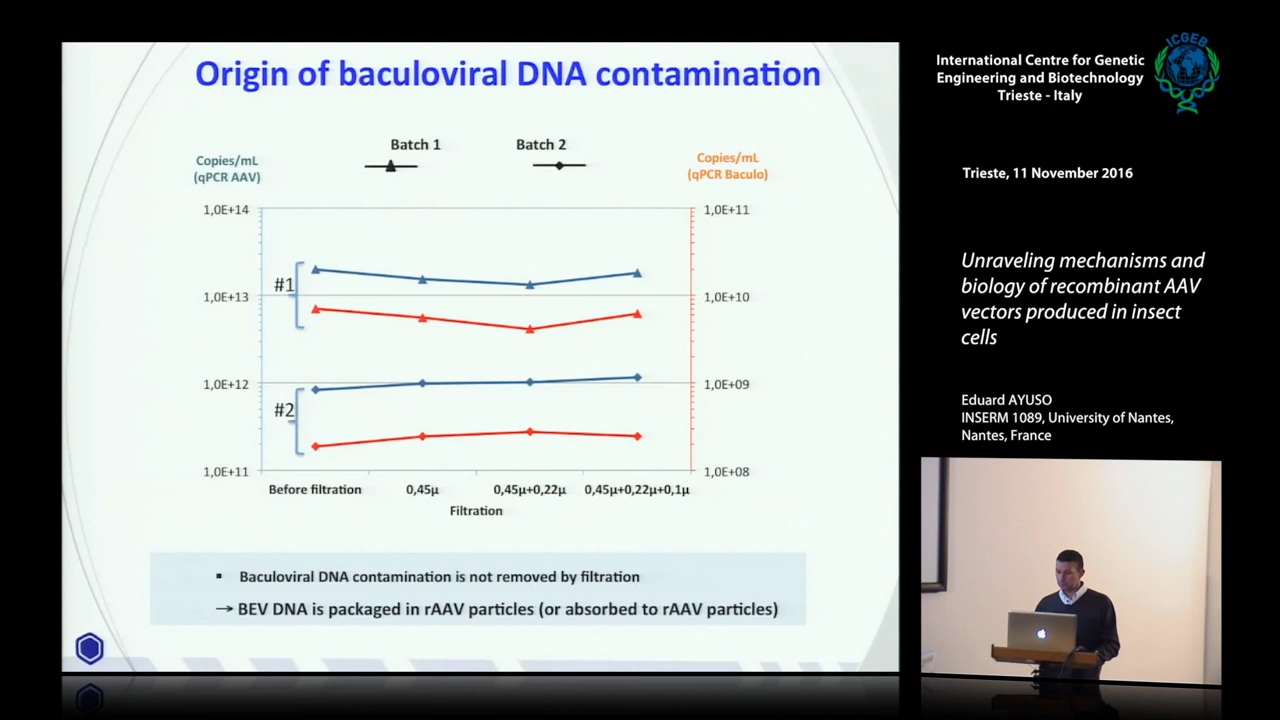 Origin of baculoviral DNA contamination
Batch 1
Batch 2
Copies/mL
(qPCR AAV)
Copies/mL
(qPCR Baculo)
1,0E+14
1,0E+13
1,0E+12
1,0E+11
1,0E+11
1,0E+10
1,0E+09
1,0E+08
#1
#2
Before filtration
0,45µ
0,45µ+0,22µ
0,45µ+0,22µ+0,1µ
Filtration
▪ Baculoviral DNA contamination is not removed by filtration
→ BEV DNA is packaged in rAAV particles (or absorbed to rAAV particles)
International Centre for Genetic
Engineering and Biotechnology
Trieste - Italy
ICGEB
Trieste, 11 November 2016
Unraveling mechanisms and
biology of recombinant AAV
vectors produced in insect
cells
Eduard AYUSO
INSERM 1089, University of Nantes,
Nantes, France